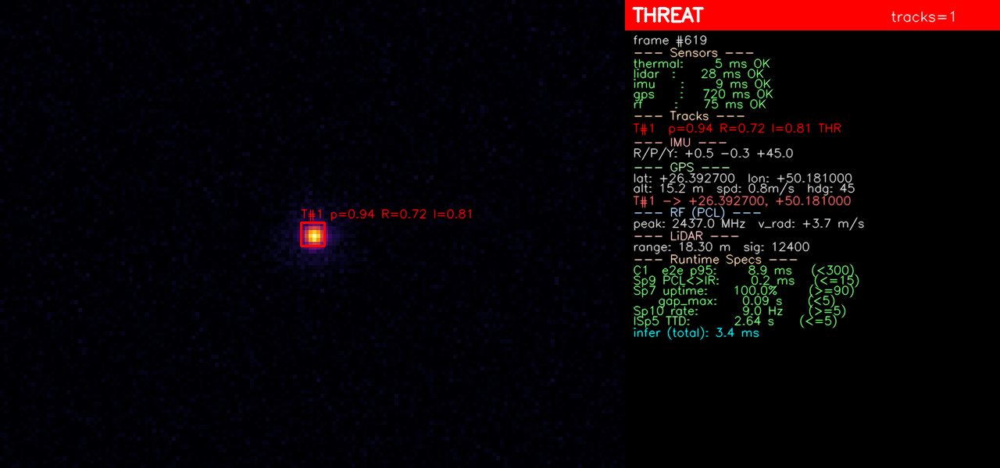 THREAT tracks=1
frame #619
--- Sensors ---
thermal: 5 ms OK
lidar : 28 ms OK
imu : 9 ms OK
gps : 720 ms OK
rf : 75 ms OK
--- Tracks ---
T#1 p=0.94 R=0.72 I=0.81 THR
--- IMU ---
R/P/Y: +0.5 -0.3 +45.0
--- GPS ---
lat: +26.392700 lon: +50.181000
alt: 15.2 m spd: 0.8m/s hdg: 45
T#1 -> +26.392700, +50.181000
--- RF (PCL) ---
peak: 2437.0 MHz v_rad: +3.7 m/s
--- LiDAR ---
range: 18.30 m sig: 12400
--- Runtime Specs ---
C1 e2e p95: 8.9 ms (<300)
Sp9 PCL<>IR: 0.2 ms (<=15)
Sp7 uptime: 100.0% (>=90)
gap_max: 0.09 s (<5)
Sp10 rate: 9.0 Hz (>=5)
ISp5 TTD: 2.64 s (<=5)
infer (total): 3.4 ms
T#1 p=0.94 R=0.72 I=0.81